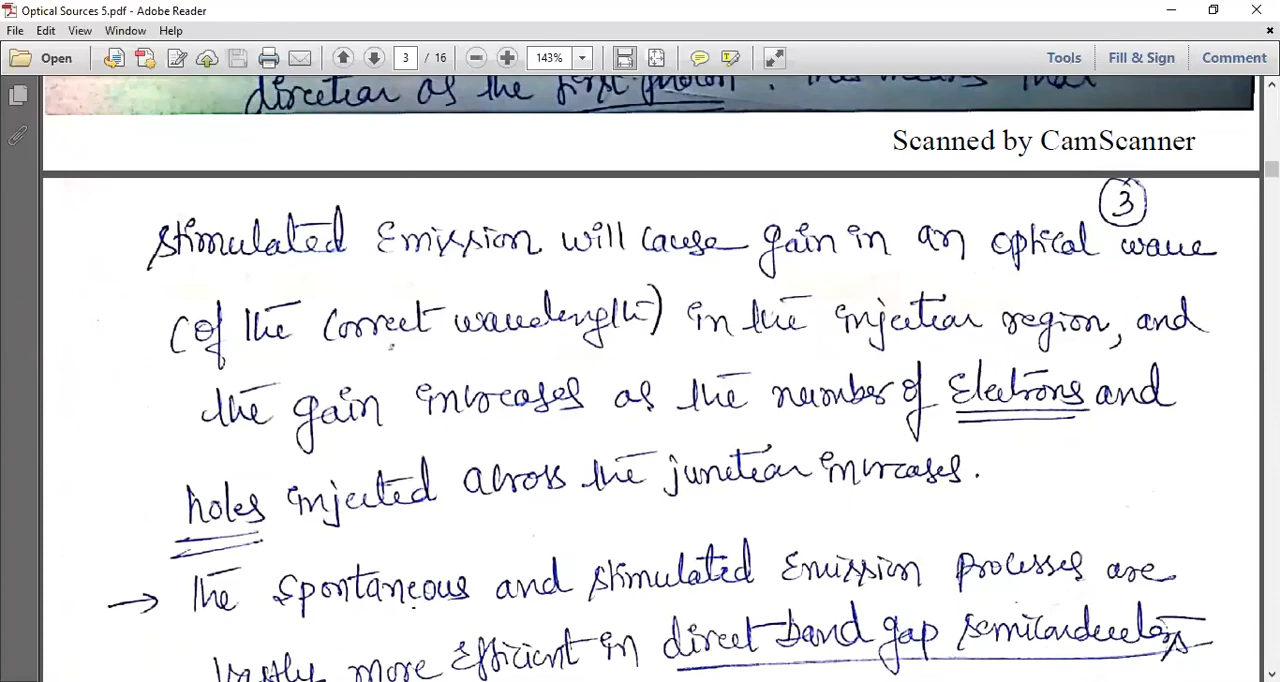 Optical Sources 5.pdf - Adobe Reader
File Edit View Window Help
Open 3 / 16 143% Tools Fill & Sign Comment
direction as the first photon. This means that
Scanned by CamScanner
3
stimulated Emission will cause gain in an optical wave
(of the correct wavelength) in the injection region, and
the gain increases as the number of Electrons and
holes injected across the junction increases.
→ The spontaneous and stimulated Emission processes are
vastly more efficient in direct band gap semiconductors